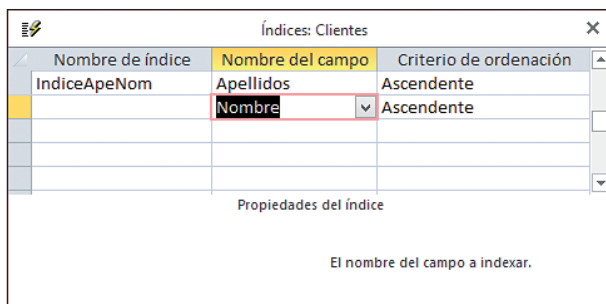 Índices: Clientes
Nombre de índice Nombre del campo Criterio de ordenación
IndiceApeNom Apellidos Ascendente
Nombre Ascendente
Propiedades del índice
El nombre del campo a indexar.